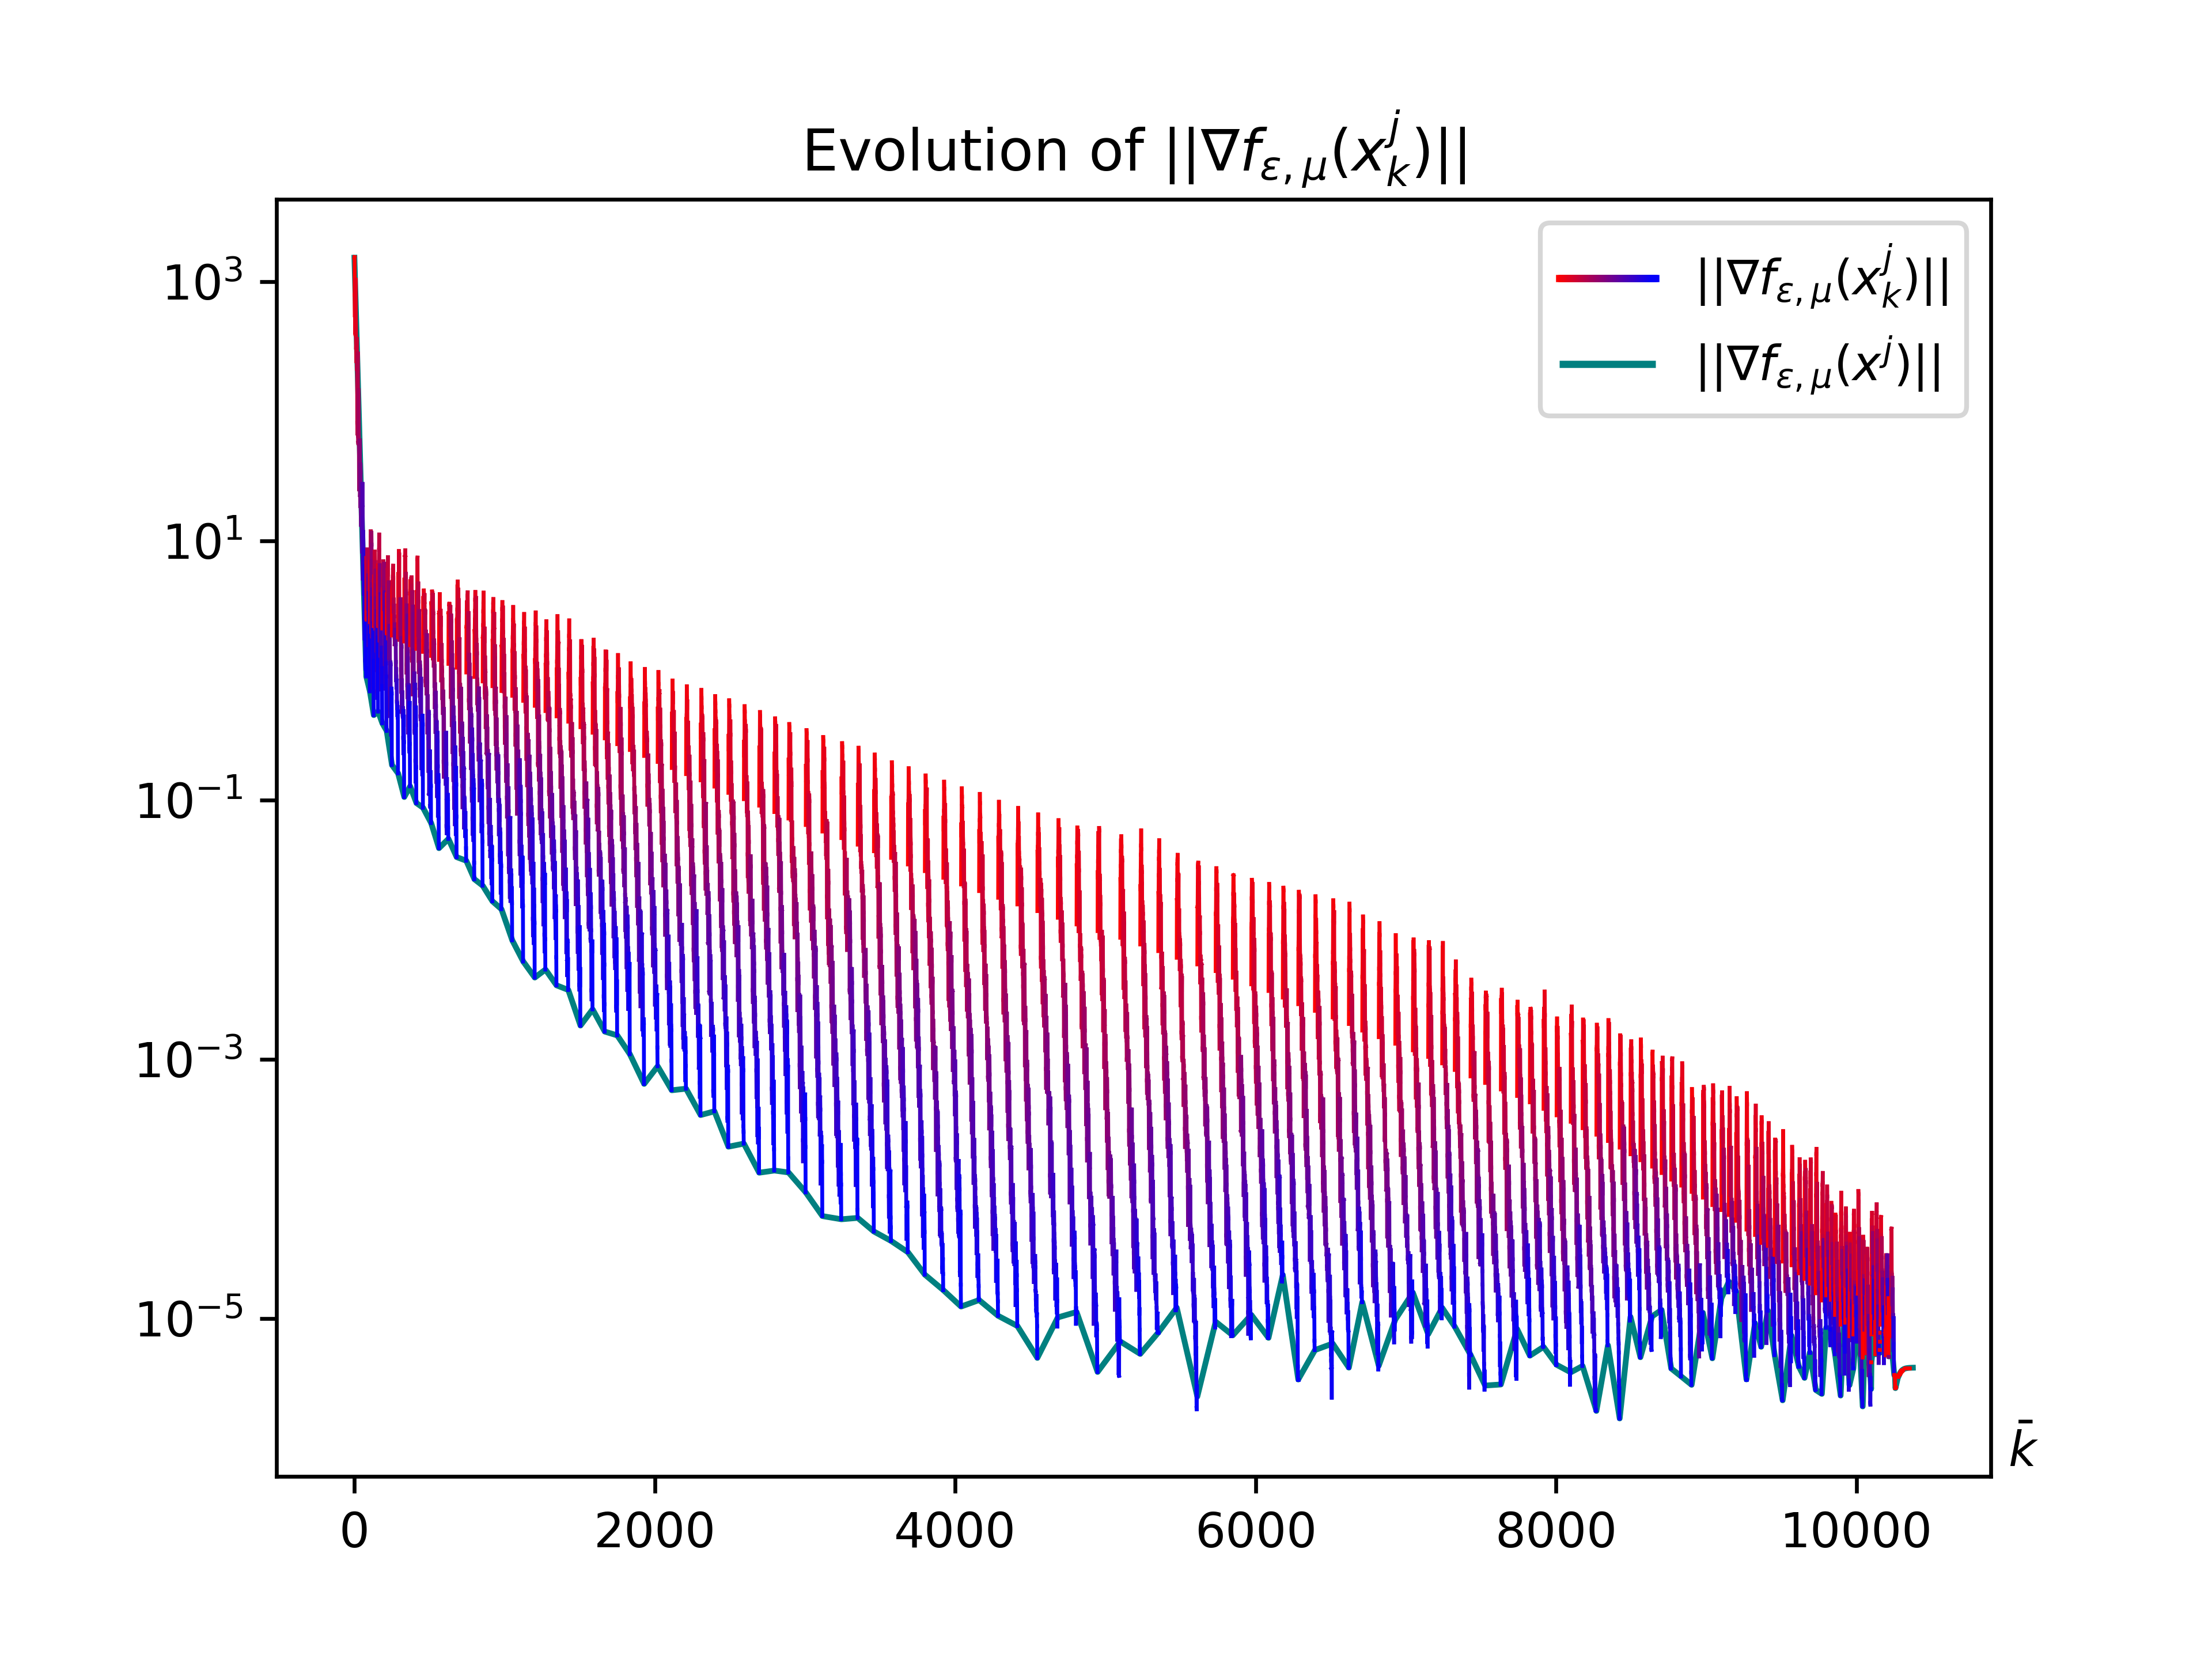 Evolution of ||∇f_{ε,μ}(x_k^j)||
||∇f_{ε,μ}(x_k^j)||
||∇f_{ε,μ}(x^j)||
10^3
10^1
10^{-1}
10^{-3}
10^{-5}
0 2000 4000 6000 8000 10000
k̄